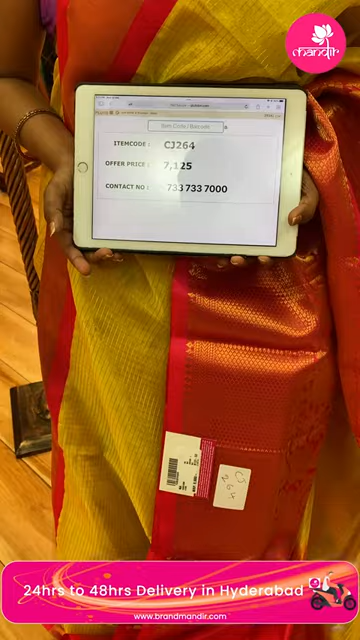 mandir
Item Code / Barcode
ITEMCODE : CJ264
OFFER PRICE : 7,125
CONTACT NO : 733 733 7000
CJ
264
24hrs to 48hrs Delivery in Hyderabad
www.brandmandir.com